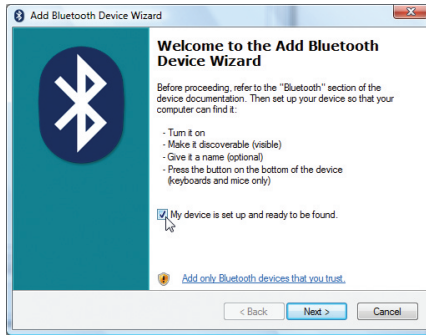 Add Bluetooth Device Wizard
Welcome to the Add Bluetooth
Device Wizard
Before proceeding, refer to the "Bluetooth" section of the
device documentation. Then set up your device so that your
computer can find it:
- Turn it on
- Make it discoverable (visible)
- Give it a name (optional)
- Press the button on the bottom of the device
(keyboards and mice only)
My device is set up and ready to be found.
Add only Bluetooth devices that you trust.
< Back Next > Cancel